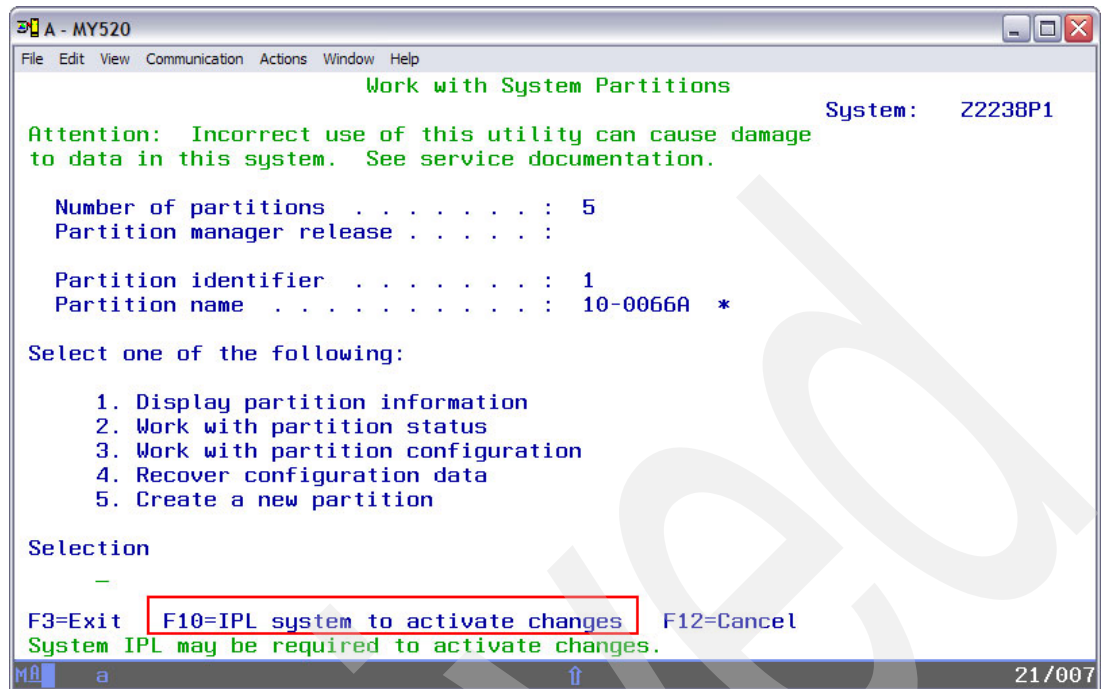 A - MY520
File Edit View Communication Actions Window Help
Work with System Partitions
System: Z2238P1
Attention: Incorrect use of this utility can cause damage
to data in this system. See service documentation.
Number of partitions . . . . . . . : 5
Partition manager release . . . . . :
Partition identifier . . . . . . . : 1
Partition name . . . . . . . . . . : 10-0066A *
Select one of the following:
1. Display partition information
2. Work with partition status
3. Work with partition configuration
4. Recover configuration data
5. Create a new partition
Selection
_
F3=Exit F10=IPL system to activate changes F12=Cancel
System IPL may be required to activate changes.
MA a 21/007